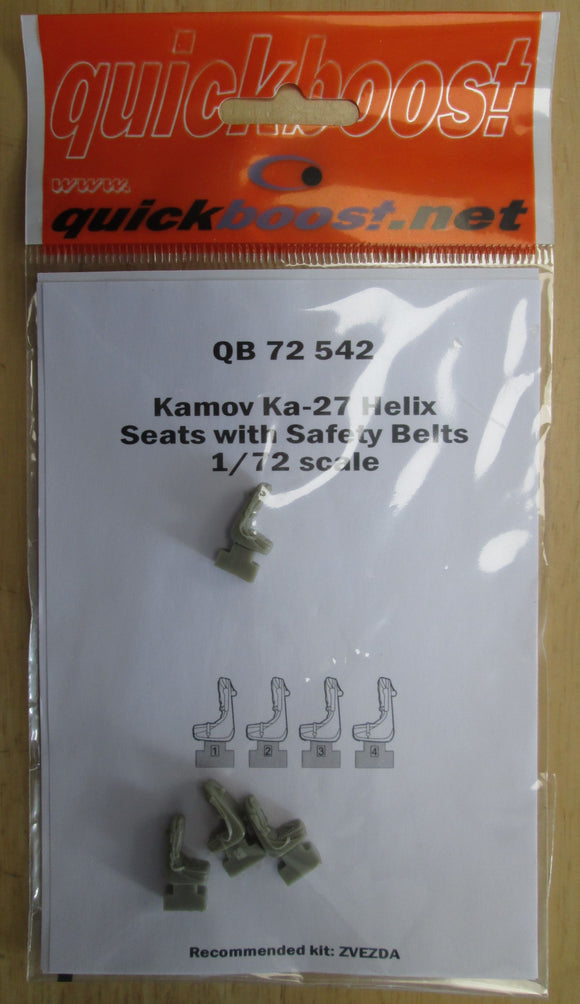 quickboost
www.
quickboost.net
QB 72 542
Kamov Ka-27 Helix
Seats with Safety Belts
1/72 scale
1 2 3 4
Recommended kit: ZVEZDA